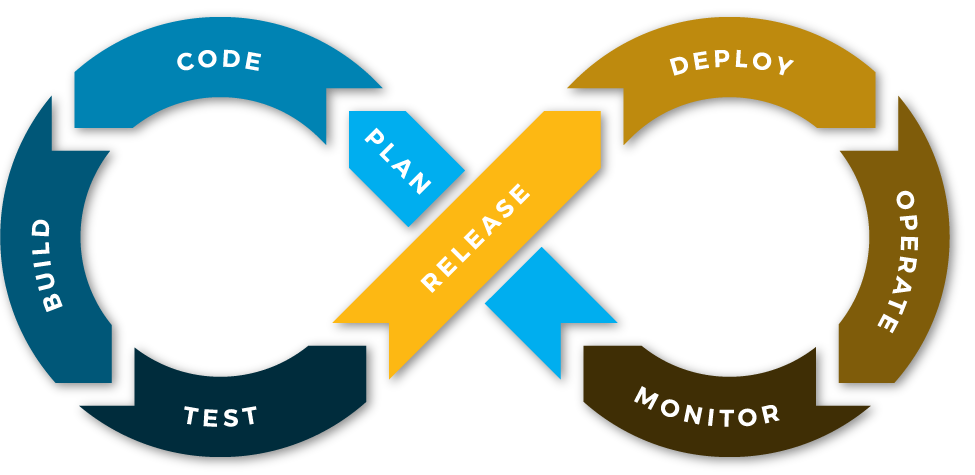 CODE
DEPLOY
PLAN
RELEASE
BUILD
OPERATE
TEST
MONITOR